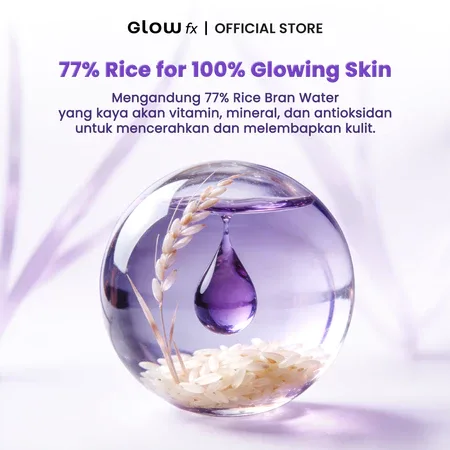 GLOW fx | OFFICIAL STORE
77% Rice for 100% Glowing Skin
Mengandung 77% Rice Bran Water
yang kaya akan vitamin, mineral, dan antioksidan
untuk mencerahkan dan melembapkan kulit.